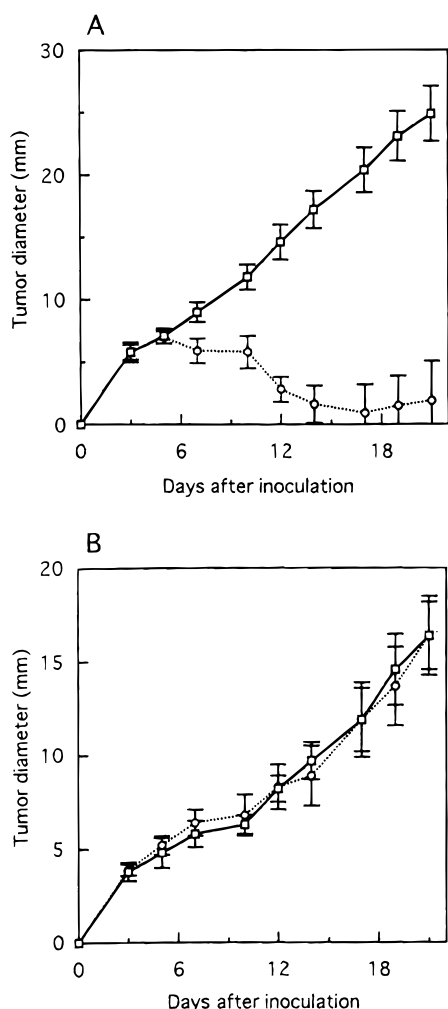 A
30
20
10
0
Tumor diameter (mm)
0 6 12 18
Days after inoculation
B
20
15
10
5
0
Tumor diameter (mm)
0 6 12 18
Days after inoculation